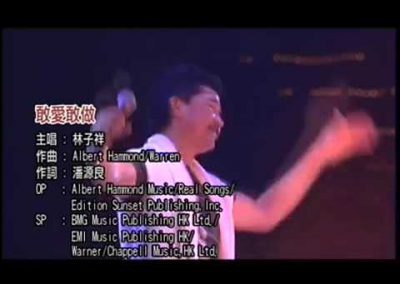 敢愛敢做
主唱：林子祥
作曲：Albert Hammond/Warren
作詞：潘源良
OP : Albert Hammond Music/Real Songs/
Edition Sunset Publishing,Inc.
SP : BMG Music Publishing HK Ltd./
EMI Music Publishing HK/
Warner/Chappell Music,HK Ltd.